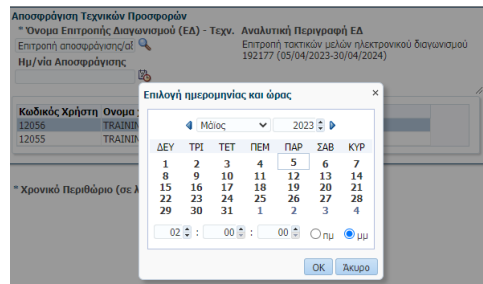 Αποσφράγιση Τεχνικών Προσφορών
* Όνομα Επιτροπής Διαγωνισμού (ΕΔ) - Τεχν. Αναλυτική Περιγραφή ΕΔ
Επιτροπή αποσφράγισης/αξ Επιτροπή τακτικών μελών ηλεκτρονικού διαγωνισμού
192177 (05/04/2023-30/04/2024)
Ημ/νία Αποσφράγισης
Επιλογή ημερομηνίας και ώρας ×
Κωδικός Χρήστη Όνομα
12056 TRAININ
12055 TRAININ
Μάϊος 2023
ΔΕΥ ΤΡΙ ΤΕΤ ΠΕΜ ΠΑΡ ΣΑΒ ΚΥΡ
1 2 3 4 5 6 7
8 9 10 11 12 13 14
15 16 17 18 19 20 21
22 23 24 25 26 27 28
29 30 31 1 2 3 4
* Χρονικό Περιθώριο (σε λ
02 : 00 : 00 πμ μμ
OK Άκυρο